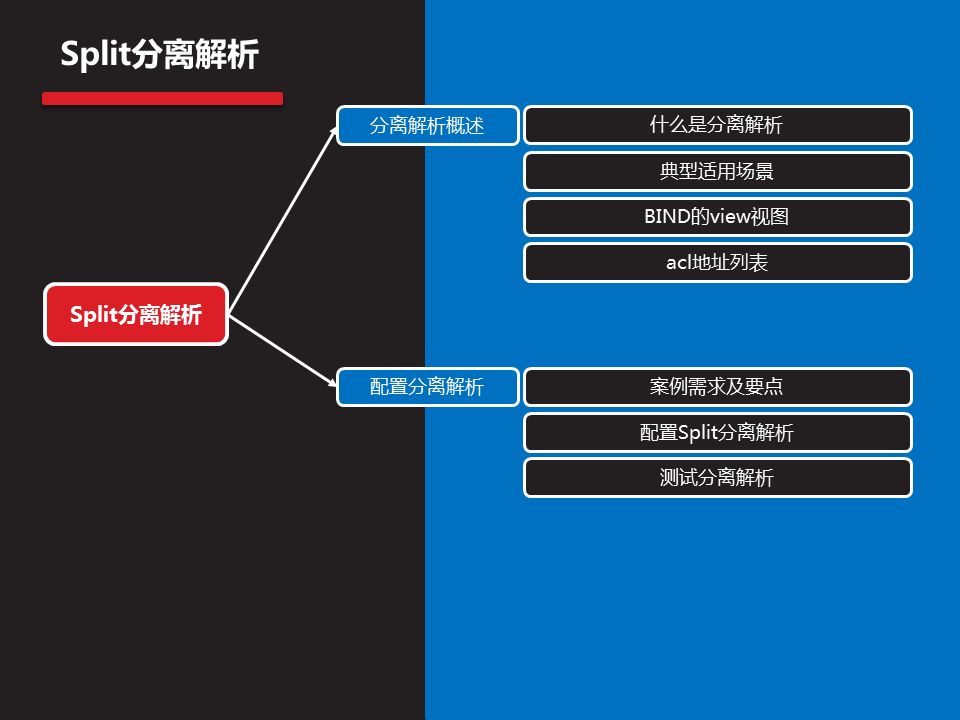 Split分离解析
分离解析概述
什么是分离解析
典型适用场景
BIND的view视图
acl地址列表
Split分离解析
配置分离解析
案例需求及要点
配置Split分离解析
测试分离解析